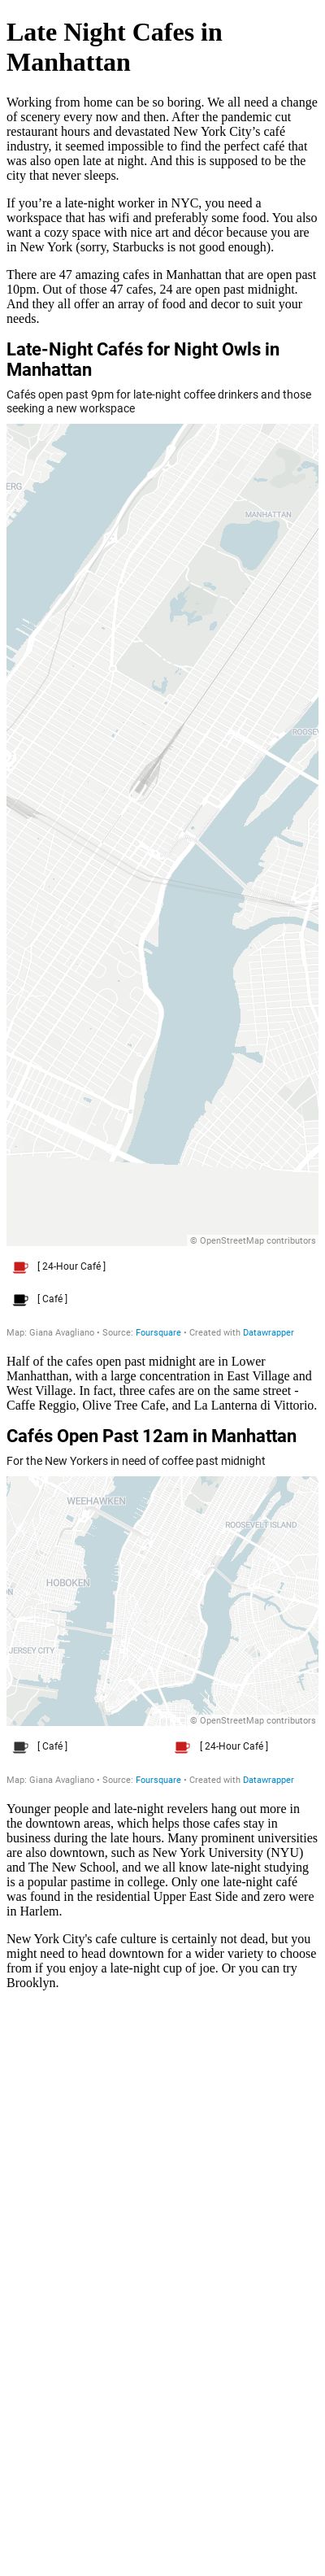 Late Night Cafes in
Manhattan
Working from home can be so boring. We all need a change
of scenery every now and then. After the pandemic cut
restaurant hours and devastated New York City’s café
industry, it seemed impossible to find the perfect café that
was also open late at night. And this is supposed to be the
city that never sleeps.
If you’re a late-night worker in NYC, you need a
workspace that has wifi and preferably some food. You also
want a cozy space with nice art and décor because you are
in New York (sorry, Starbucks is not good enough).
There are 47 amazing cafes in Manhattan that are open past
10pm. Out of those 47 cafes, 24 are open past midnight.
And they all offer an array of food and decor to suit your
needs.
Late-Night Cafés for Night Owls in
Manhattan
Cafés open past 9pm for late-night coffee drinkers and those
seeking a new workspace
ERG
MANHATTAN
ROOSEV
© OpenStreetMap contributors
[ 24-Hour Café ]
[ Café ]
Map: Giana Avagliano • Source: Foursquare • Created with Datawrapper
Half of the cafes open past midnight are in Lower
Manhatthan, with a large concentration in East Village and
West Village. In fact, three cafes are on the same street -
Caffe Reggio, Olive Tree Cafe, and La Lanterna di Vittorio.
Cafés Open Past 12am in Manhattan
For the New Yorkers in need of coffee past midnight
WEEHAWKEN
ROOSEVELT ISLAND
HOBOKEN
ON
JERSEY CITY
© OpenStreetMap contributors
[ Café ] [ 24-Hour Café ]
Map: Giana Avagliano • Source: Foursquare • Created with Datawrapper
Younger people and late-night revelers hang out more in
the downtown areas, which helps those cafes stay in
business during the late hours. Many prominent universities
are also downtown, such as New York University (NYU)
and The New School, and we all know late-night studying
is a popular pastime in college. Only one late-night café
was found in the residential Upper East Side and zero were
in Harlem.
New York City's cafe culture is certainly not dead, but you
might need to head downtown for a wider variety to choose
from if you enjoy a late-night cup of joe. Or you can try
Brooklyn.